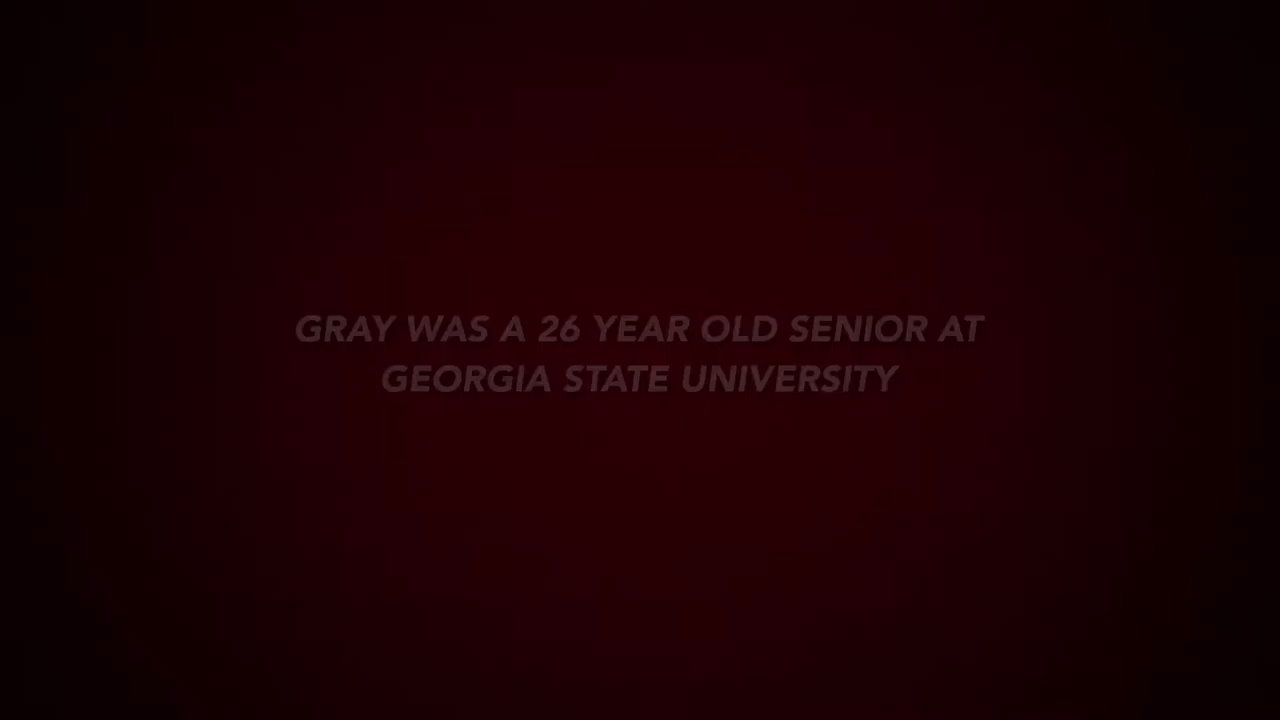 GRAY WAS A 26 YEAR OLD SENIOR AT
GEORGIA STATE UNIVERSITY